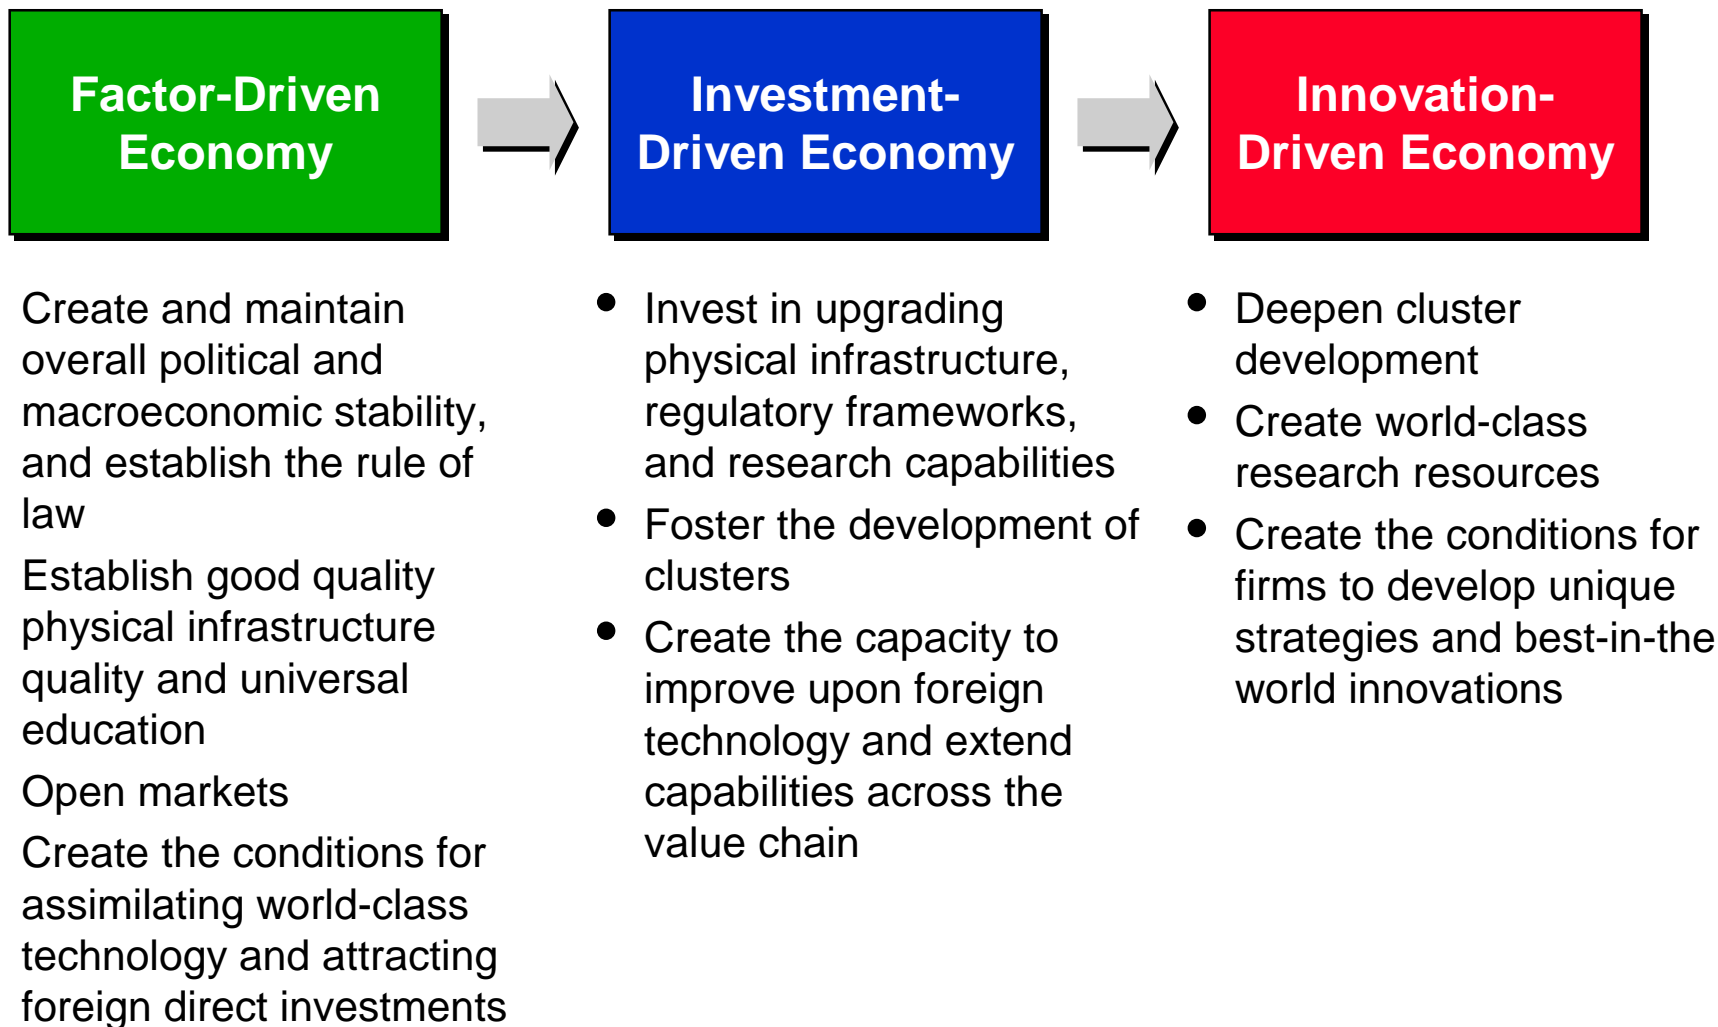 Factor-Driven
Economy
Investment-
Driven Economy
Innovation-
Driven Economy
Create and maintain
overall political and
macroeconomic stability,
and establish the rule of
law
Establish good quality
physical infrastructure
quality and universal
education
Open markets
Create the conditions for
assimilating world-class
technology and attracting
foreign direct investments
• Invest in upgrading
physical infrastructure,
regulatory frameworks,
and research capabilities
• Foster the development of
clusters
• Create the capacity to
improve upon foreign
technology and extend
capabilities across the
value chain
• Deepen cluster
development
• Create world-class
research resources
• Create the conditions for
firms to develop unique
strategies and best-in-the
world innovations